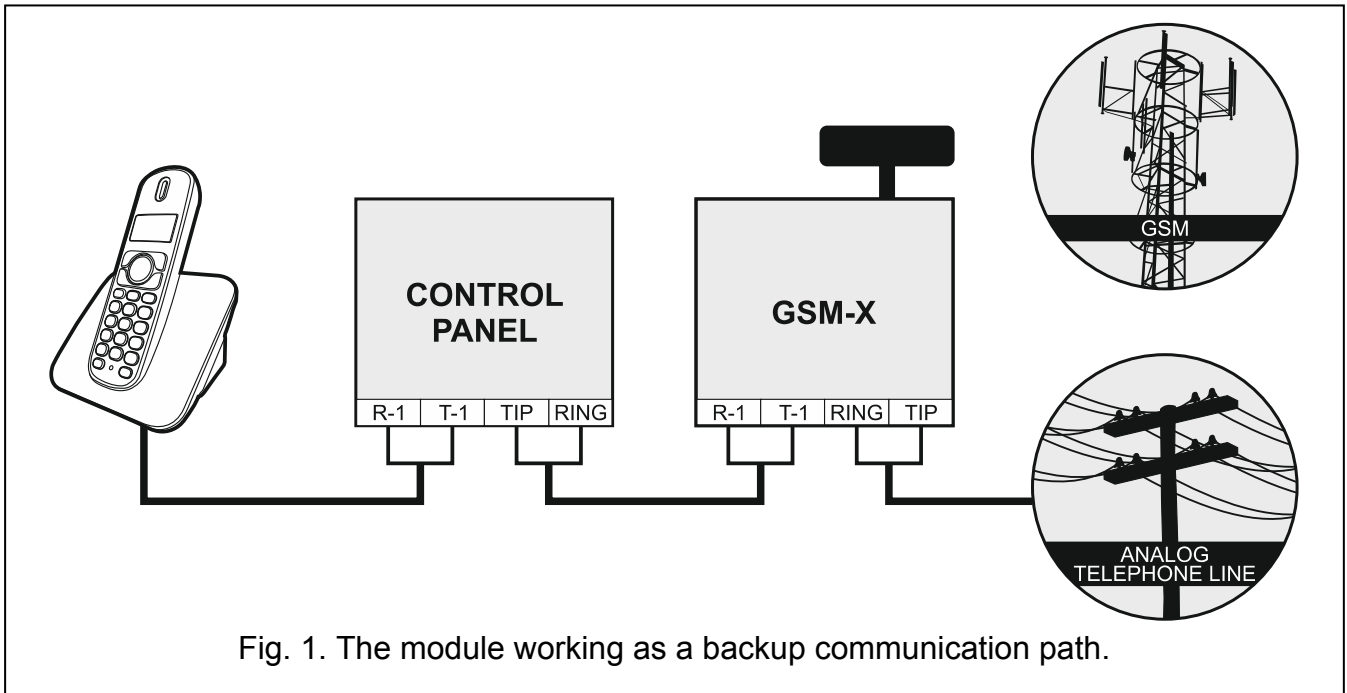 GSM
CONTROL
PANEL
GSM-X
R-1 T-1 TIP RING
R-1 T-1 RING TIP
ANALOG
TELEPHONE LINE
Fig. 1. The module working as a backup communication path.